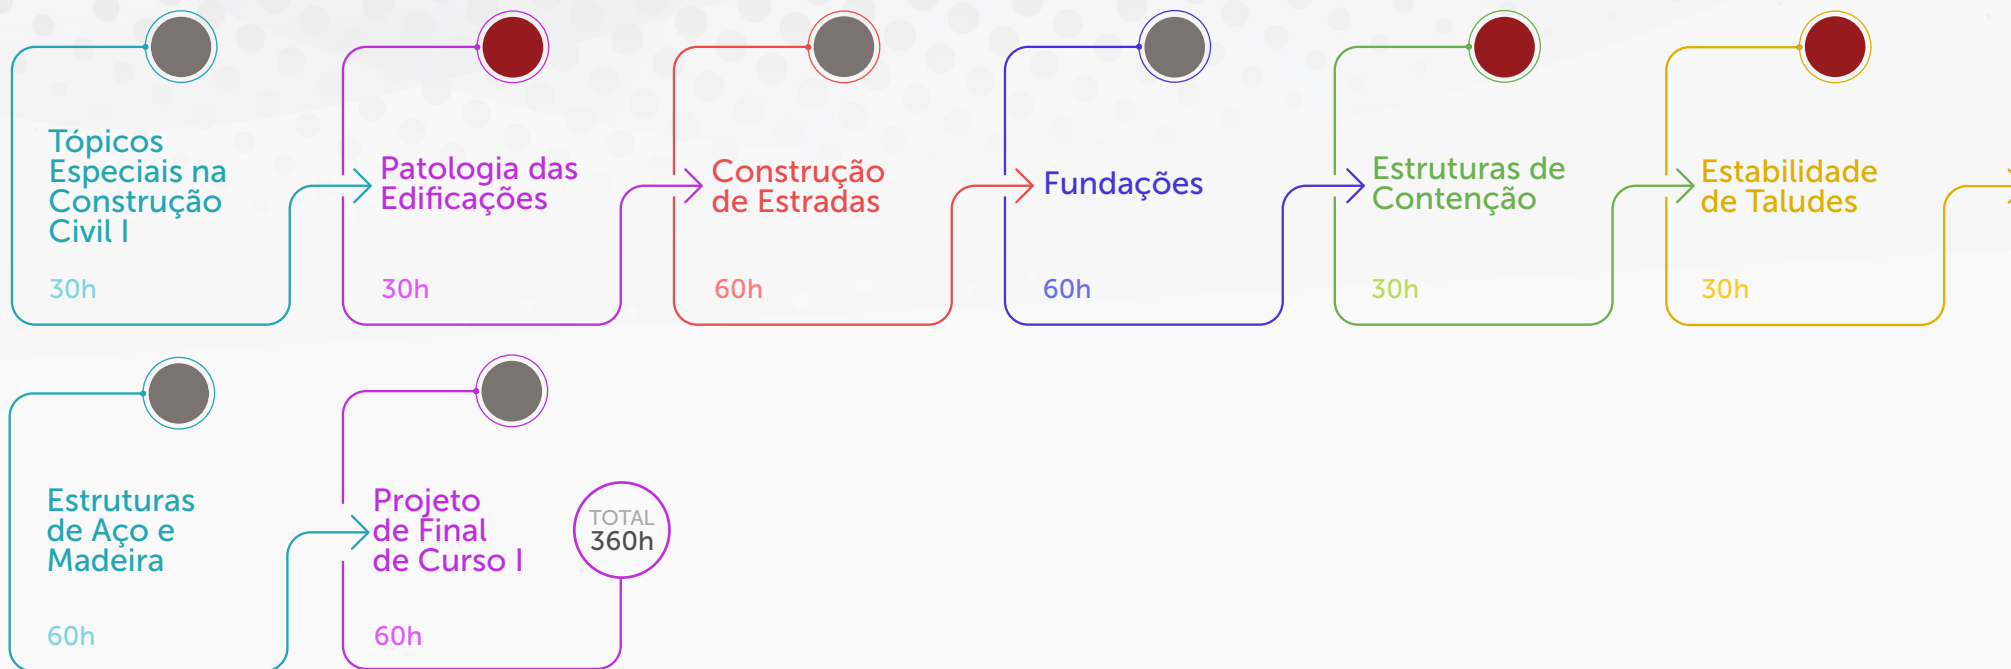 Tópicos
Especiais na
Construção
Civil I
30h
Patologia das
Edificações
30h
Construção
de Estradas
60h
Fundações
60h
Estruturas de
Contenção
30h
Estabilidade
de Taludes
30h
Estruturas
de Aço e
Madeira
60h
Projeto
de Final
de Curso I
60h
TOTAL
360h